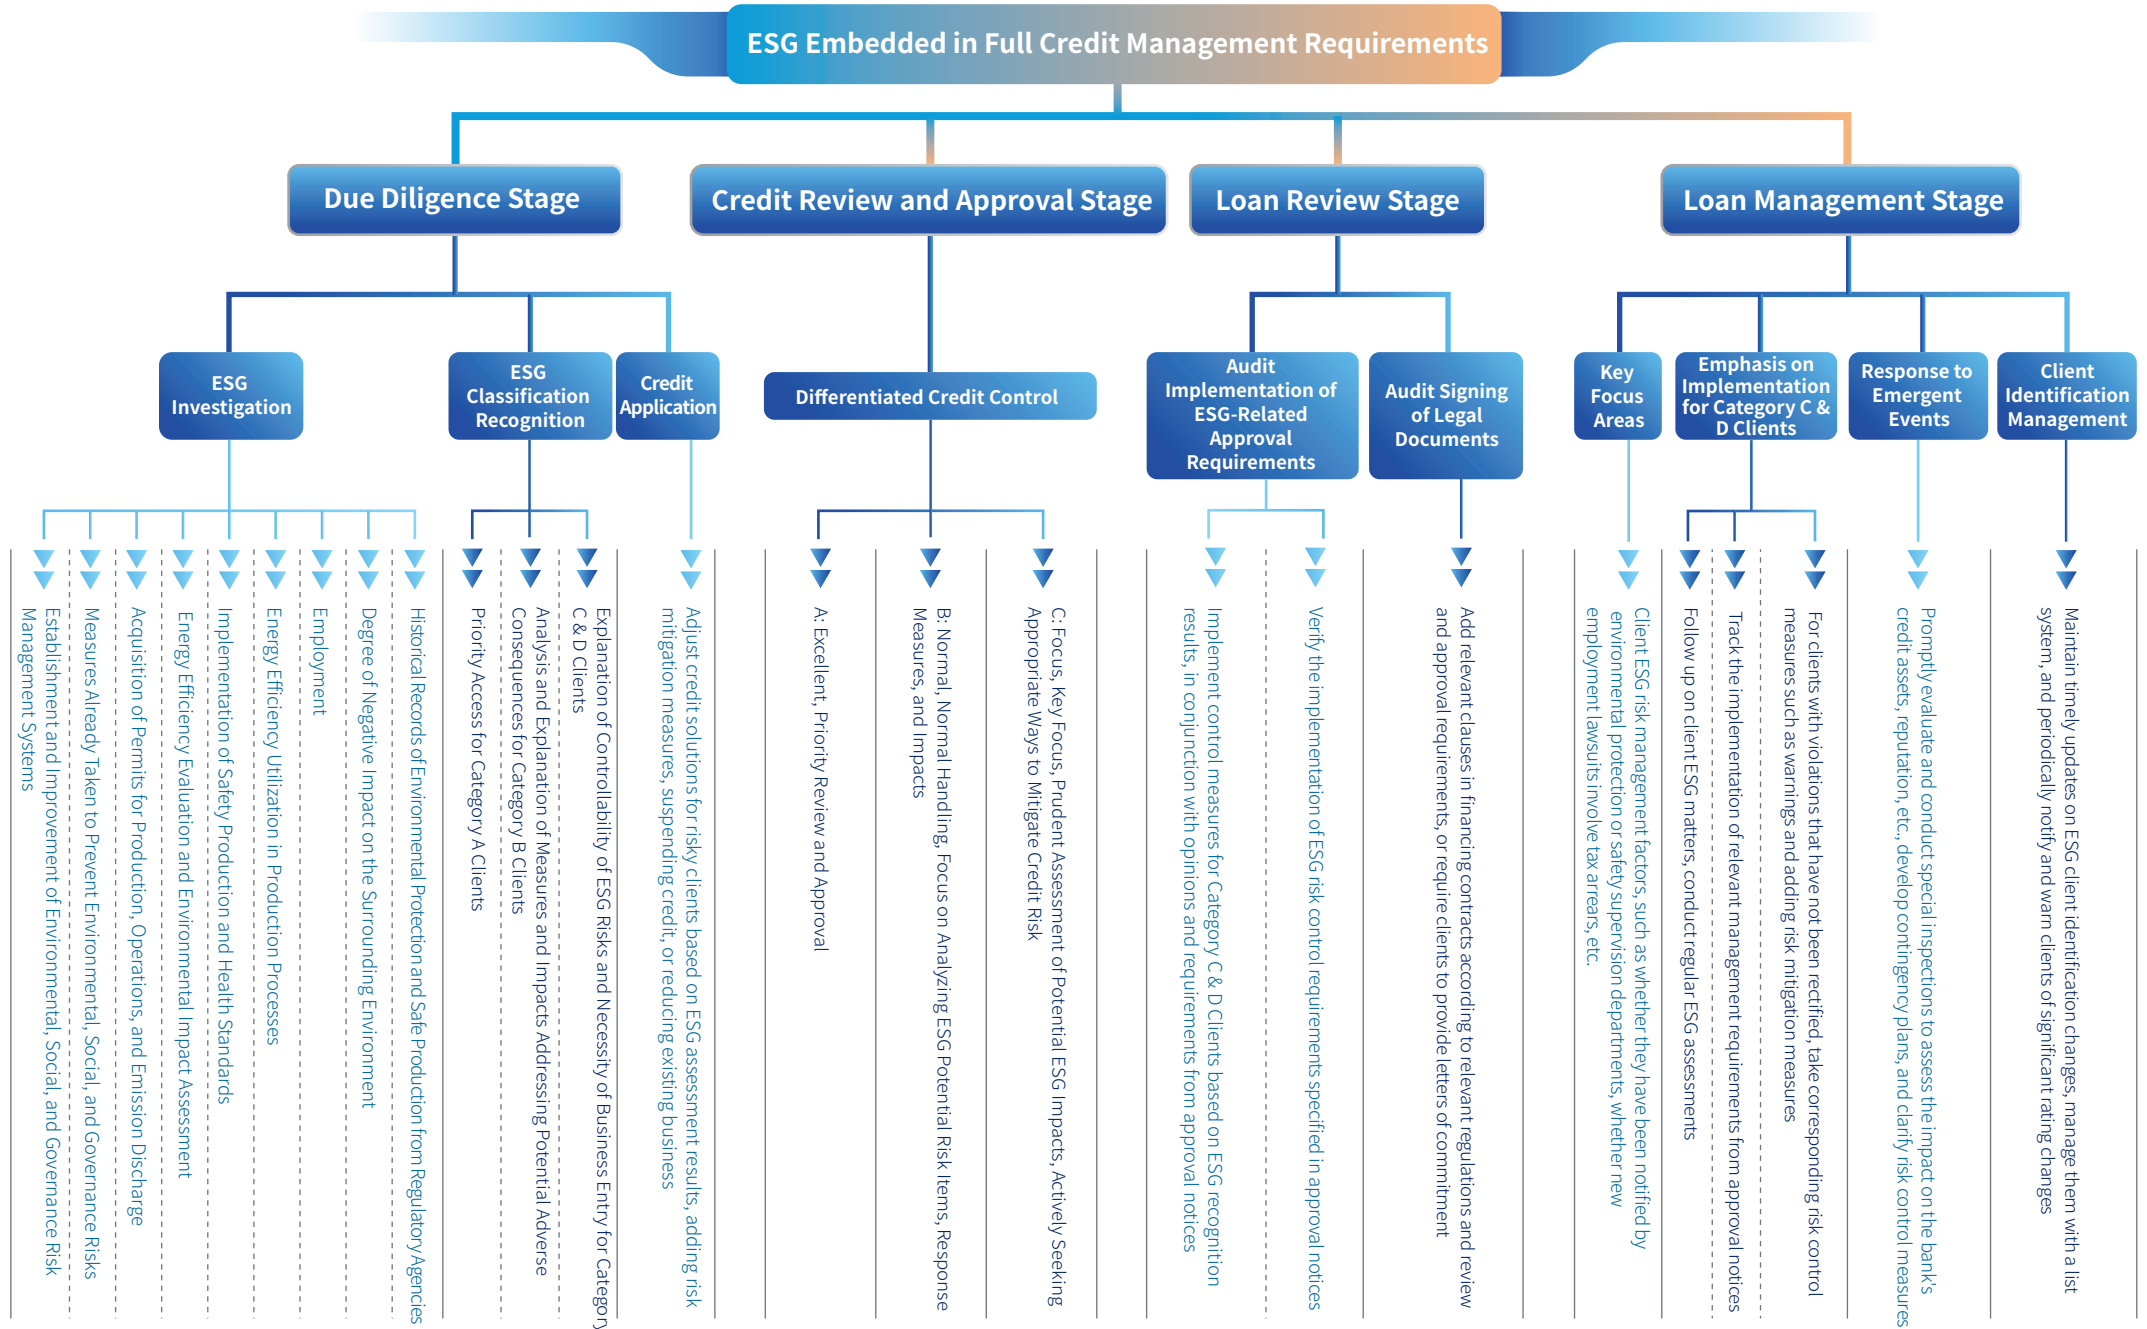 ESG Embedded in Full Credit Management Requirements
Due Diligence Stage
Credit Review and Approval Stage
Loan Review Stage
Loan Management Stage
ESG
Investigation
ESG
Classification
Recognition
Credit
Application
Differentiated Credit Control
Audit
Implementation of
ESG-Related
Approval
Requirements
Audit Signing
of Legal
Documents
Key
Focus
Areas
Emphasis on
Implementation
for Category C &
D Clients
Response to
Emergent
Events
Client
Identification
Management
Establishment and Improvement of Environmental, Social, and Governance Risk
Management Systems
Measures Already Taken to Prevent Environmental, Social, and Governance Risks
Acquisition of Permits for Production, Operations, and Emission Discharge
Energy Efficiency Evaluation and Environmental Impact Assessment
Implementation of Safety Production and Health Standards
Energy Efficiency Utilization in Production Processes
Employment
Degree of Negative Impact on the Surrounding Environment
Historical Records of Environmental Protection and Safe Production from Regulatory Agencies
Priority Access for Category A Clients
Analysis and Explanation of Measures and Impacts Addressing Potential Adverse
Consequences for Category B Clients
Explanation of Controllability of ESG Risks and Necessity of Business Entry for Category
C & D Clients
Adjust credit solutions for risky clients based on ESG assessment results, adding risk
mitigation measures, suspending credit, or reducing existing business
A: Excellent, Priority Review and Approval
B: Normal, Normal Handling, Focus on Analyzing ESG Potential Risk Items, Response
Measures, and Impacts
C: Focus, Key Focus, Prudent Assessment of Potential ESG Impacts, Actively Seeking
Appropriate Ways to Mitigate Credit Risk
Implement control measures for Category C & D Clients based on ESG recognition
results, in conjunction with opinions and requirements from approval notices
Verify the implementation of ESG risk control requirements specified in approval notices
Add relevant clauses in financing contracts according to relevant regulations and review
and approval requirements, or require clients to provide letters of commitment
Client ESG risk management factors, such as whether they have been notified by
environmental protection or safety supervision departments, whether new
employment lawsuits involve tax arrears, etc.
Follow up on client ESG matters, conduct regular ESG assessments
Track the implementation of relevant management requirements from approval notices
For clients with violations that have not been rectified, take corresponding risk control
measures such as warnings and adding risk mitigation measures
Promptly evaluate and conduct special inspections to assess the impact on the bank's
credit assets, reputation, etc., develop contingency plans, and clarify risk control measures
Maintain timely updates on ESG client identification changes, manage them with a list
system, and periodically notify and warn clients of significant rating changes